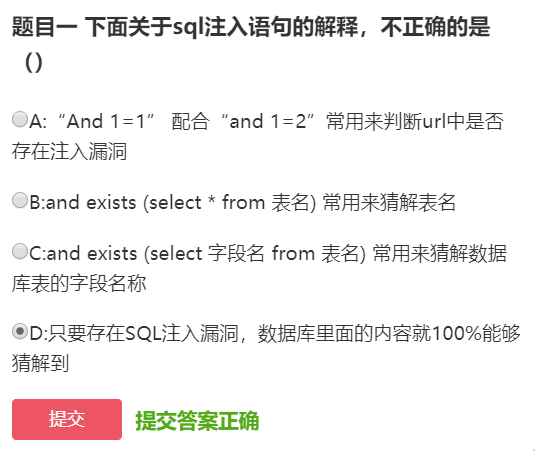 题目一 下面关于sql注入语句的解释，不正确的是
（）
A:“And 1=1” 配合“and 1=2”常用来判断url中是否
存在注入漏洞
B:and exists (select * from 表名) 常用来猜解表名
C:and exists (select 字段名 from 表名) 常用来猜解数据
库表的字段名称
D:只要存在SQL注入漏洞，数据库里面的内容就100%能够
猜解到
提交 提交答案正确